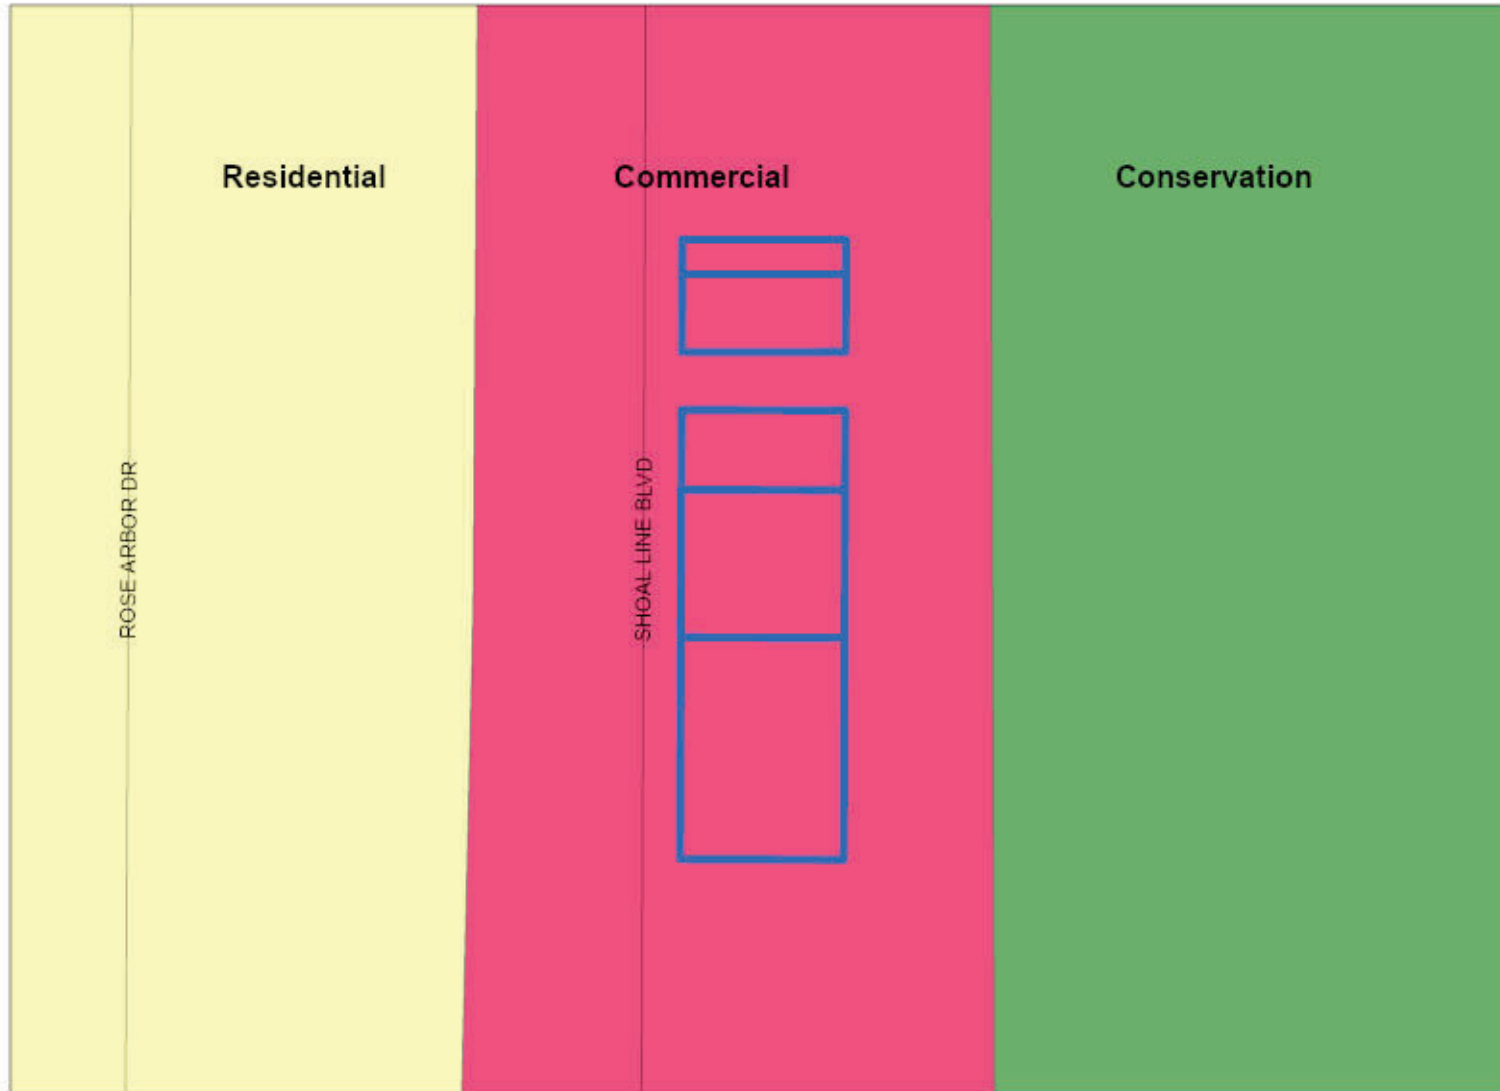 Residential
Commercial
Conservation
ROSE ARBOR DR
SHOAL LINE BLVD